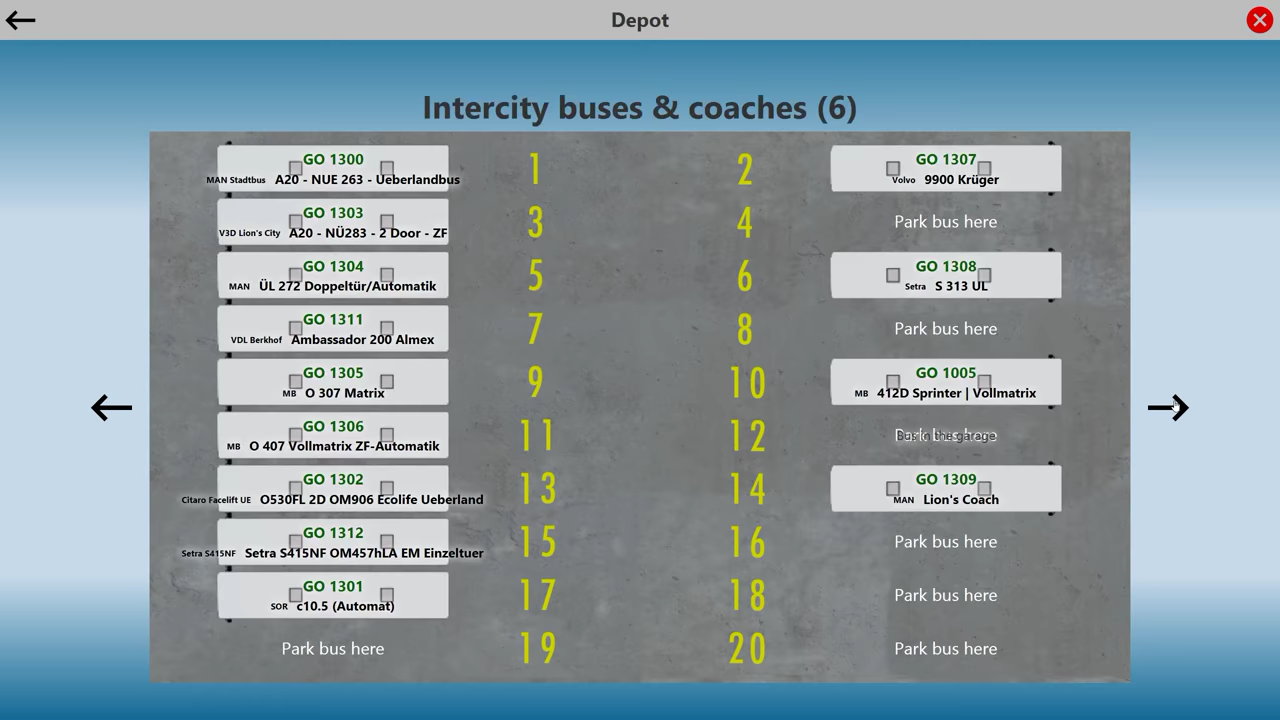 Depot
Intercity buses & coaches (6)
GO 1300
MAN Stadtbus A20 - NUE 263 - Ueberlandbus
1
2
GO 1307
Volvo 9900 Krüger
GO 1303
V3D Lion's City A20 - NÜ283 - 2 Door - ZF
3
4
Park bus here
GO 1304
MAN ÜL 272 Doppeltür/Automatik
5
6
GO 1308
Setra S 313 UL
GO 1311
VDL Berkhof Ambassador 200 Almex
7
8
Park bus here
GO 1305
MB O 307 Matrix
9
10
GO 1005
MB 412D Sprinter | Vollmatrix
GO 1306
MB O 407 Vollmatrix ZF-Automatik
11
12
Park bus here
GO 1302
Citaro Facelift UE O530FL 2D OM906 Ecolife Ueberland
13
14
GO 1309
MAN Lion's Coach
GO 1312
Setra S415NF Setra S415NF OM457hLA EM Einzeltuer
15
16
Park bus here
GO 1301
SOR c10.5 (Automat)
17
18
Park bus here
Park bus here
19
20
Park bus here